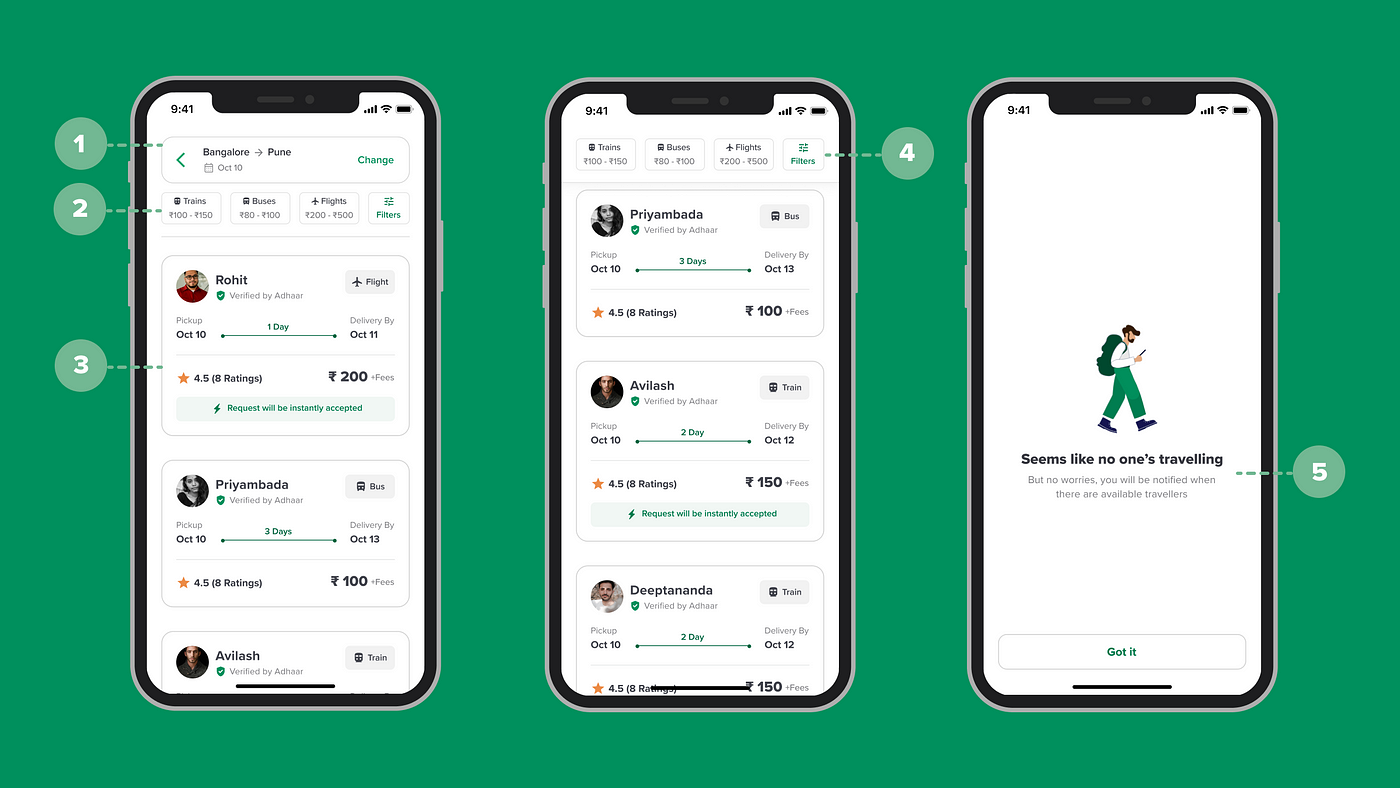 1
2
3
9:41
Bangalore → Pune
Oct 10
Change
Trains
₹100 - ₹150
Buses
₹80 - ₹100
Flights
₹200 - ₹500
Filters
Rohit
Verified by Adhaar
Flight
Pickup
Oct 10
1 Day
Delivery By
Oct 11
4.5 (8 Ratings)
₹ 200 +Fees
Request will be instantly accepted
Priyambada
Verified by Adhaar
Bus
Pickup
Oct 10
3 Days
Delivery By
Oct 13
4.5 (8 Ratings)
₹ 100 +Fees
Avilash
Verified by Adhaar
Train
9:41
Trains
₹100 - ₹150
Buses
₹80 - ₹100
Flights
₹200 - ₹500
Filters
4
Priyambada
Verified by Adhaar
Bus
Pickup
Oct 10
3 Days
Delivery By
Oct 13
4.5 (8 Ratings)
₹ 100 +Fees
Avilash
Verified by Adhaar
Train
Pickup
Oct 10
2 Day
Delivery By
Oct 12
4.5 (8 Ratings)
₹ 150 +Fees
Request will be instantly accepted
Deeptananda
Verified by Adhaar
Train
Pickup
Oct 10
2 Day
Delivery By
Oct 12
4.5 (8 Ratings)
₹ 150 +Fees
9:41
Seems like no one’s travelling
But no worries, you will be notified when
there are available travellers
5
Got it